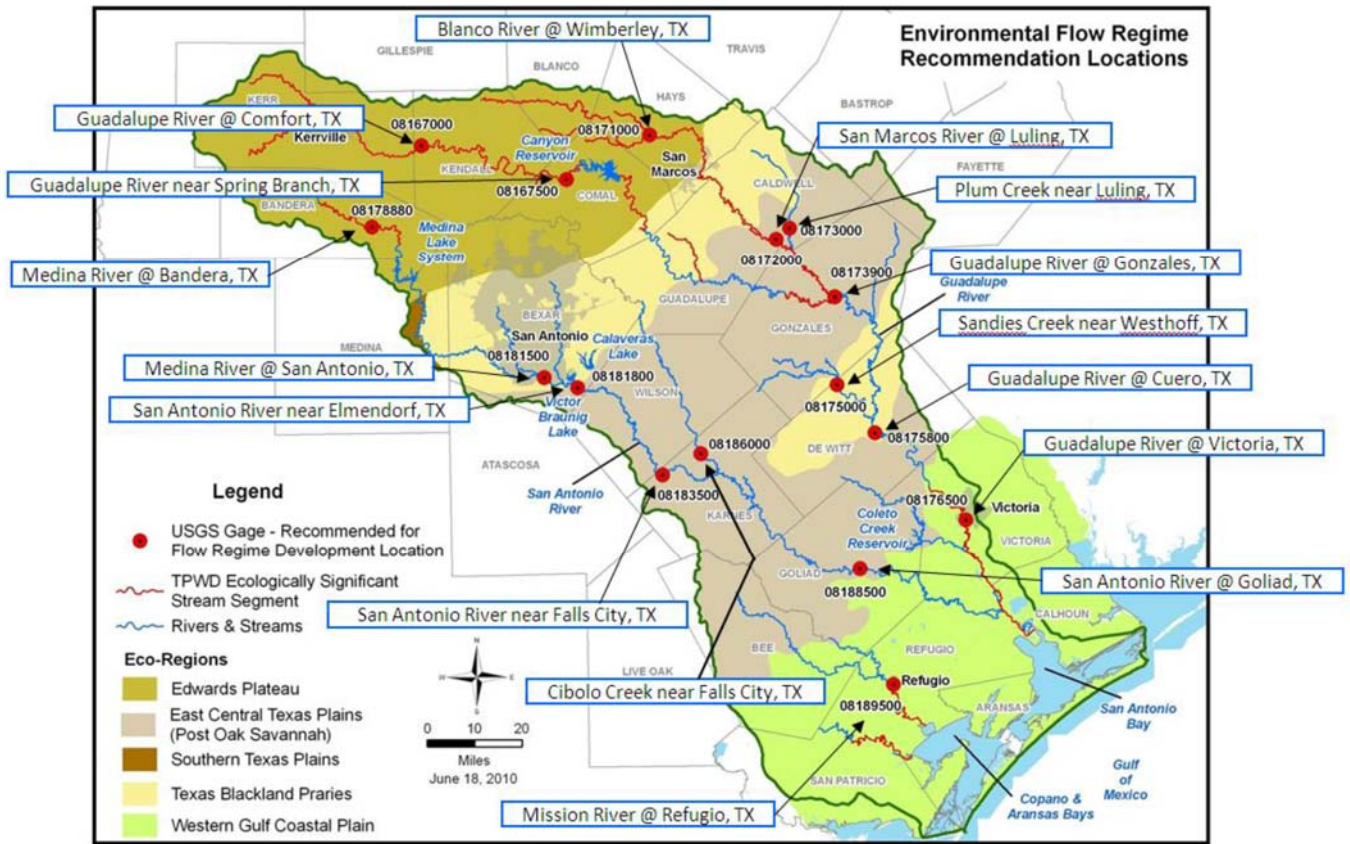 Environmental Flow Regime
Recommendation Locations
Blanco River @ Wimberley, TX
GILLESPIE
TRAVIS
BLANCO
HAYS
BASTROP
KERR
Guadalupe River @ Comfort, TX
Kerrville
08167000
08171000
Canyon
Reservoir
San
Marcos
San Marcos River @ Luling, TX
FAYETTE
KENDALL
CALDWELL
Guadalupe River near Spring Branch, TX
08167500
COMAL
Plum Creek near Luling, TX
BANDERA
08178880
08173000
Medina
Lake
System
08172000
Medina River @ Bandera, TX
08173900
Guadalupe River @ Gonzales, TX
Guadalupe
River
GUADALUPE
GONZALES
BEXAR
San Antonio
Calaveras
Lake
Sandies Creek near Westhoff, TX
MEDINA
08181500
Medina River @ San Antonio, TX
08181800
Guadalupe River @ Cuero, TX
WILSON
08175000
San Antonio River near Elmendorf, TX
Victor
Braunig
Lake
08175800
DE WITT
Guadalupe River @ Victoria, TX
ATASCOSA
08186000
San Antonio
River
08183500
KARNES
08176500
Victoria
Coleto
Creek
Reservoir
VICTORIA
GOLIAD
08188500
San Antonio River @ Goliad, TX
CALHOUN
San Antonio River near Falls City, TX
BEE
REFUGIO
LIVE OAK
Refugio
Cibolo Creek near Falls City, TX
08189500
ARANSAS
San Antonio
Bay
SAN PATRICIO
Gulf
of
Mexico
Copano &
Aransas Bays
Mission River @ Refugio, TX
Legend
USGS Gage - Recommended for
Flow Regime Development Location
TPWD Ecologically Significant
Stream Segment
Rivers & Streams
Eco-Regions
Edwards Plateau
East Central Texas Plains
(Post Oak Savannah)
Southern Texas Plains
Texas Blackland Praries
Western Gulf Coastal Plain
N
W
E
S
0 10 20
Miles
June 18, 2010